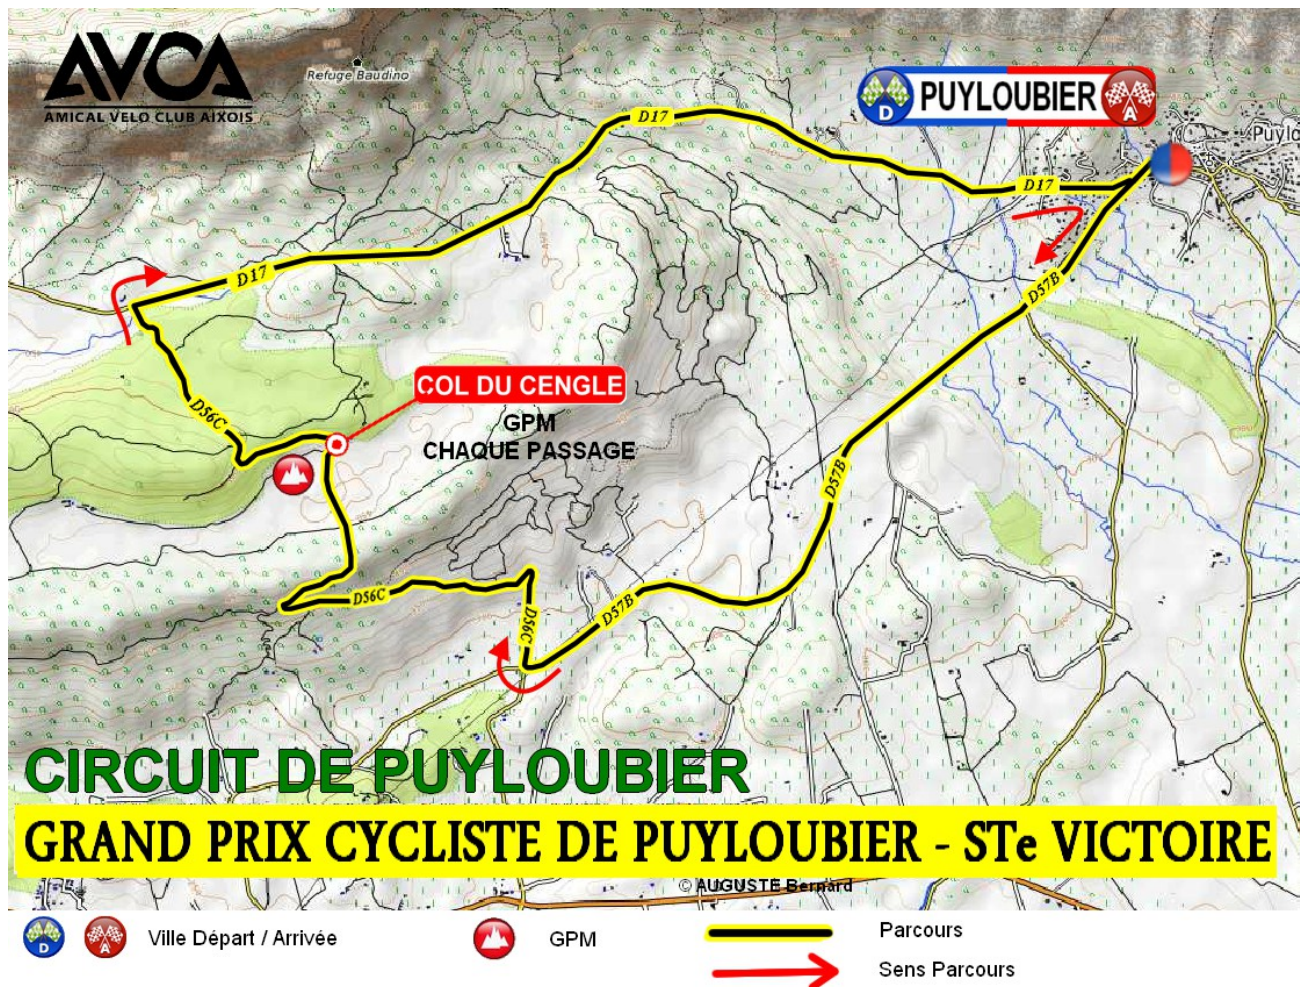 AVCA
AMICAL VELO CLUB AIXOIS
Refuge Baudino
D
PUYLOUBIER
A
Puylo
D17
D17
D17
D57B
D56C
COL DU CENGLE
GPM
CHAQUE PASSAGE
D57B
D56C
D56C
D57B
CIRCUIT DE PUYLOUBIER
GRAND PRIX CYCLISTE DE PUYLOUBIER - STe VICTOIRE
© AUGUSTE Bernard
D
A
Ville Départ / Arrivée
GPM
Parcours
Sens Parcours